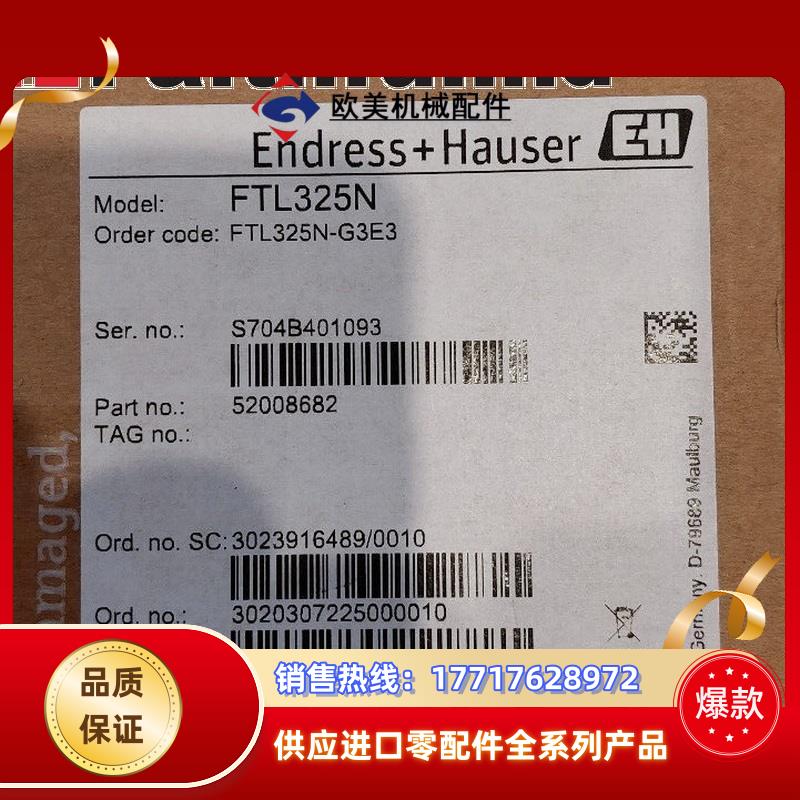 欧美机械配件
Endress+Hauser EH
Model: FTL325N
Order code: FTL325N-G3E3
Ser. no.: S704B401093
Part no.: 52008682
TAG no.:
Ord. no. SC: 3023916489/0010
Ord. no.: 3020307225000010
D-79689 Maulburg
销售热线：17717628972
品质
保证
爆款
供应进口零配件全系列产品